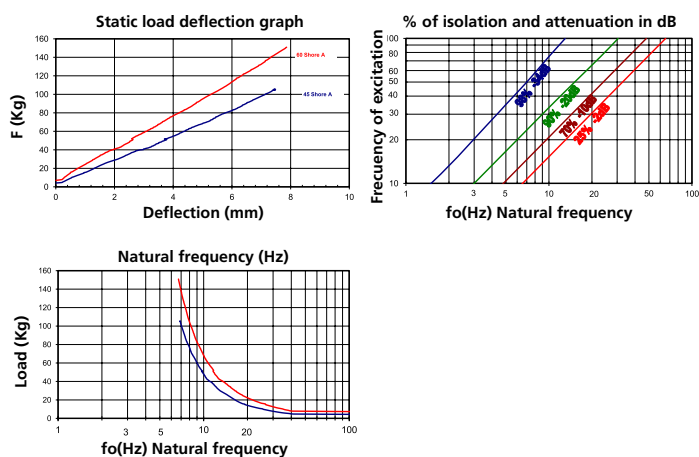 Static load deflection graph
160
140
120
100
80
60
40
20
0
60 Shore A
45 Shore A
0 2 4 6 8 10
F (Kg)
Deflection (mm)
% of isolation and attenuation in dB
100
80
60
50
40
30
20
10
1 3 5 10 20 50 100
Frecuency of excitation
fo(Hz) Natural frequency
Natural frequency (Hz)
160
140
120
100
80
60
40
20
0
1 3 5 10 20 30 100
Load (Kg)
fo(Hz) Natural frequency